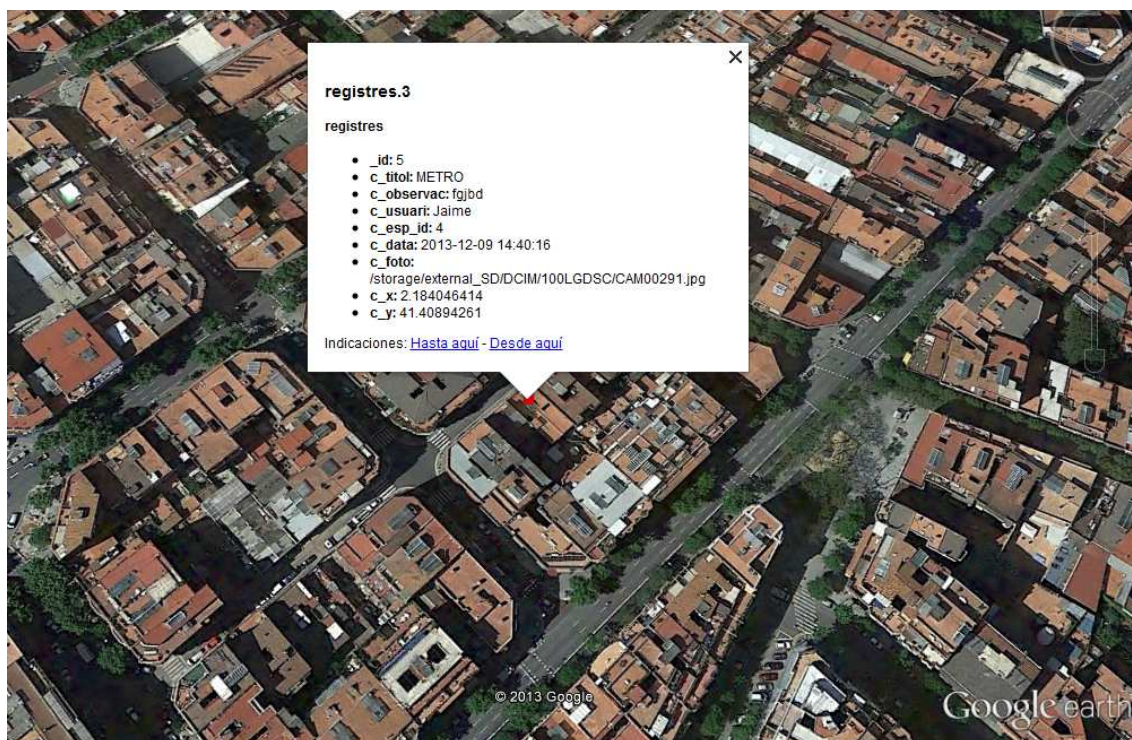 registres.3
registres
_id: 5
c_titol: METRO
c_observac: fgjbd
c_usuari: Jaime
c_esp_id: 4
c_data: 2013-12-09 14:40:16
c_foto:
/storage/external_SD/DCIM/100LGDSC/CAM00291.jpg
c_x: 2.184046414
c_y: 41.40894261
Indicaciones: Hasta aquí - Desde aquí
© 2013 Google
Google earth